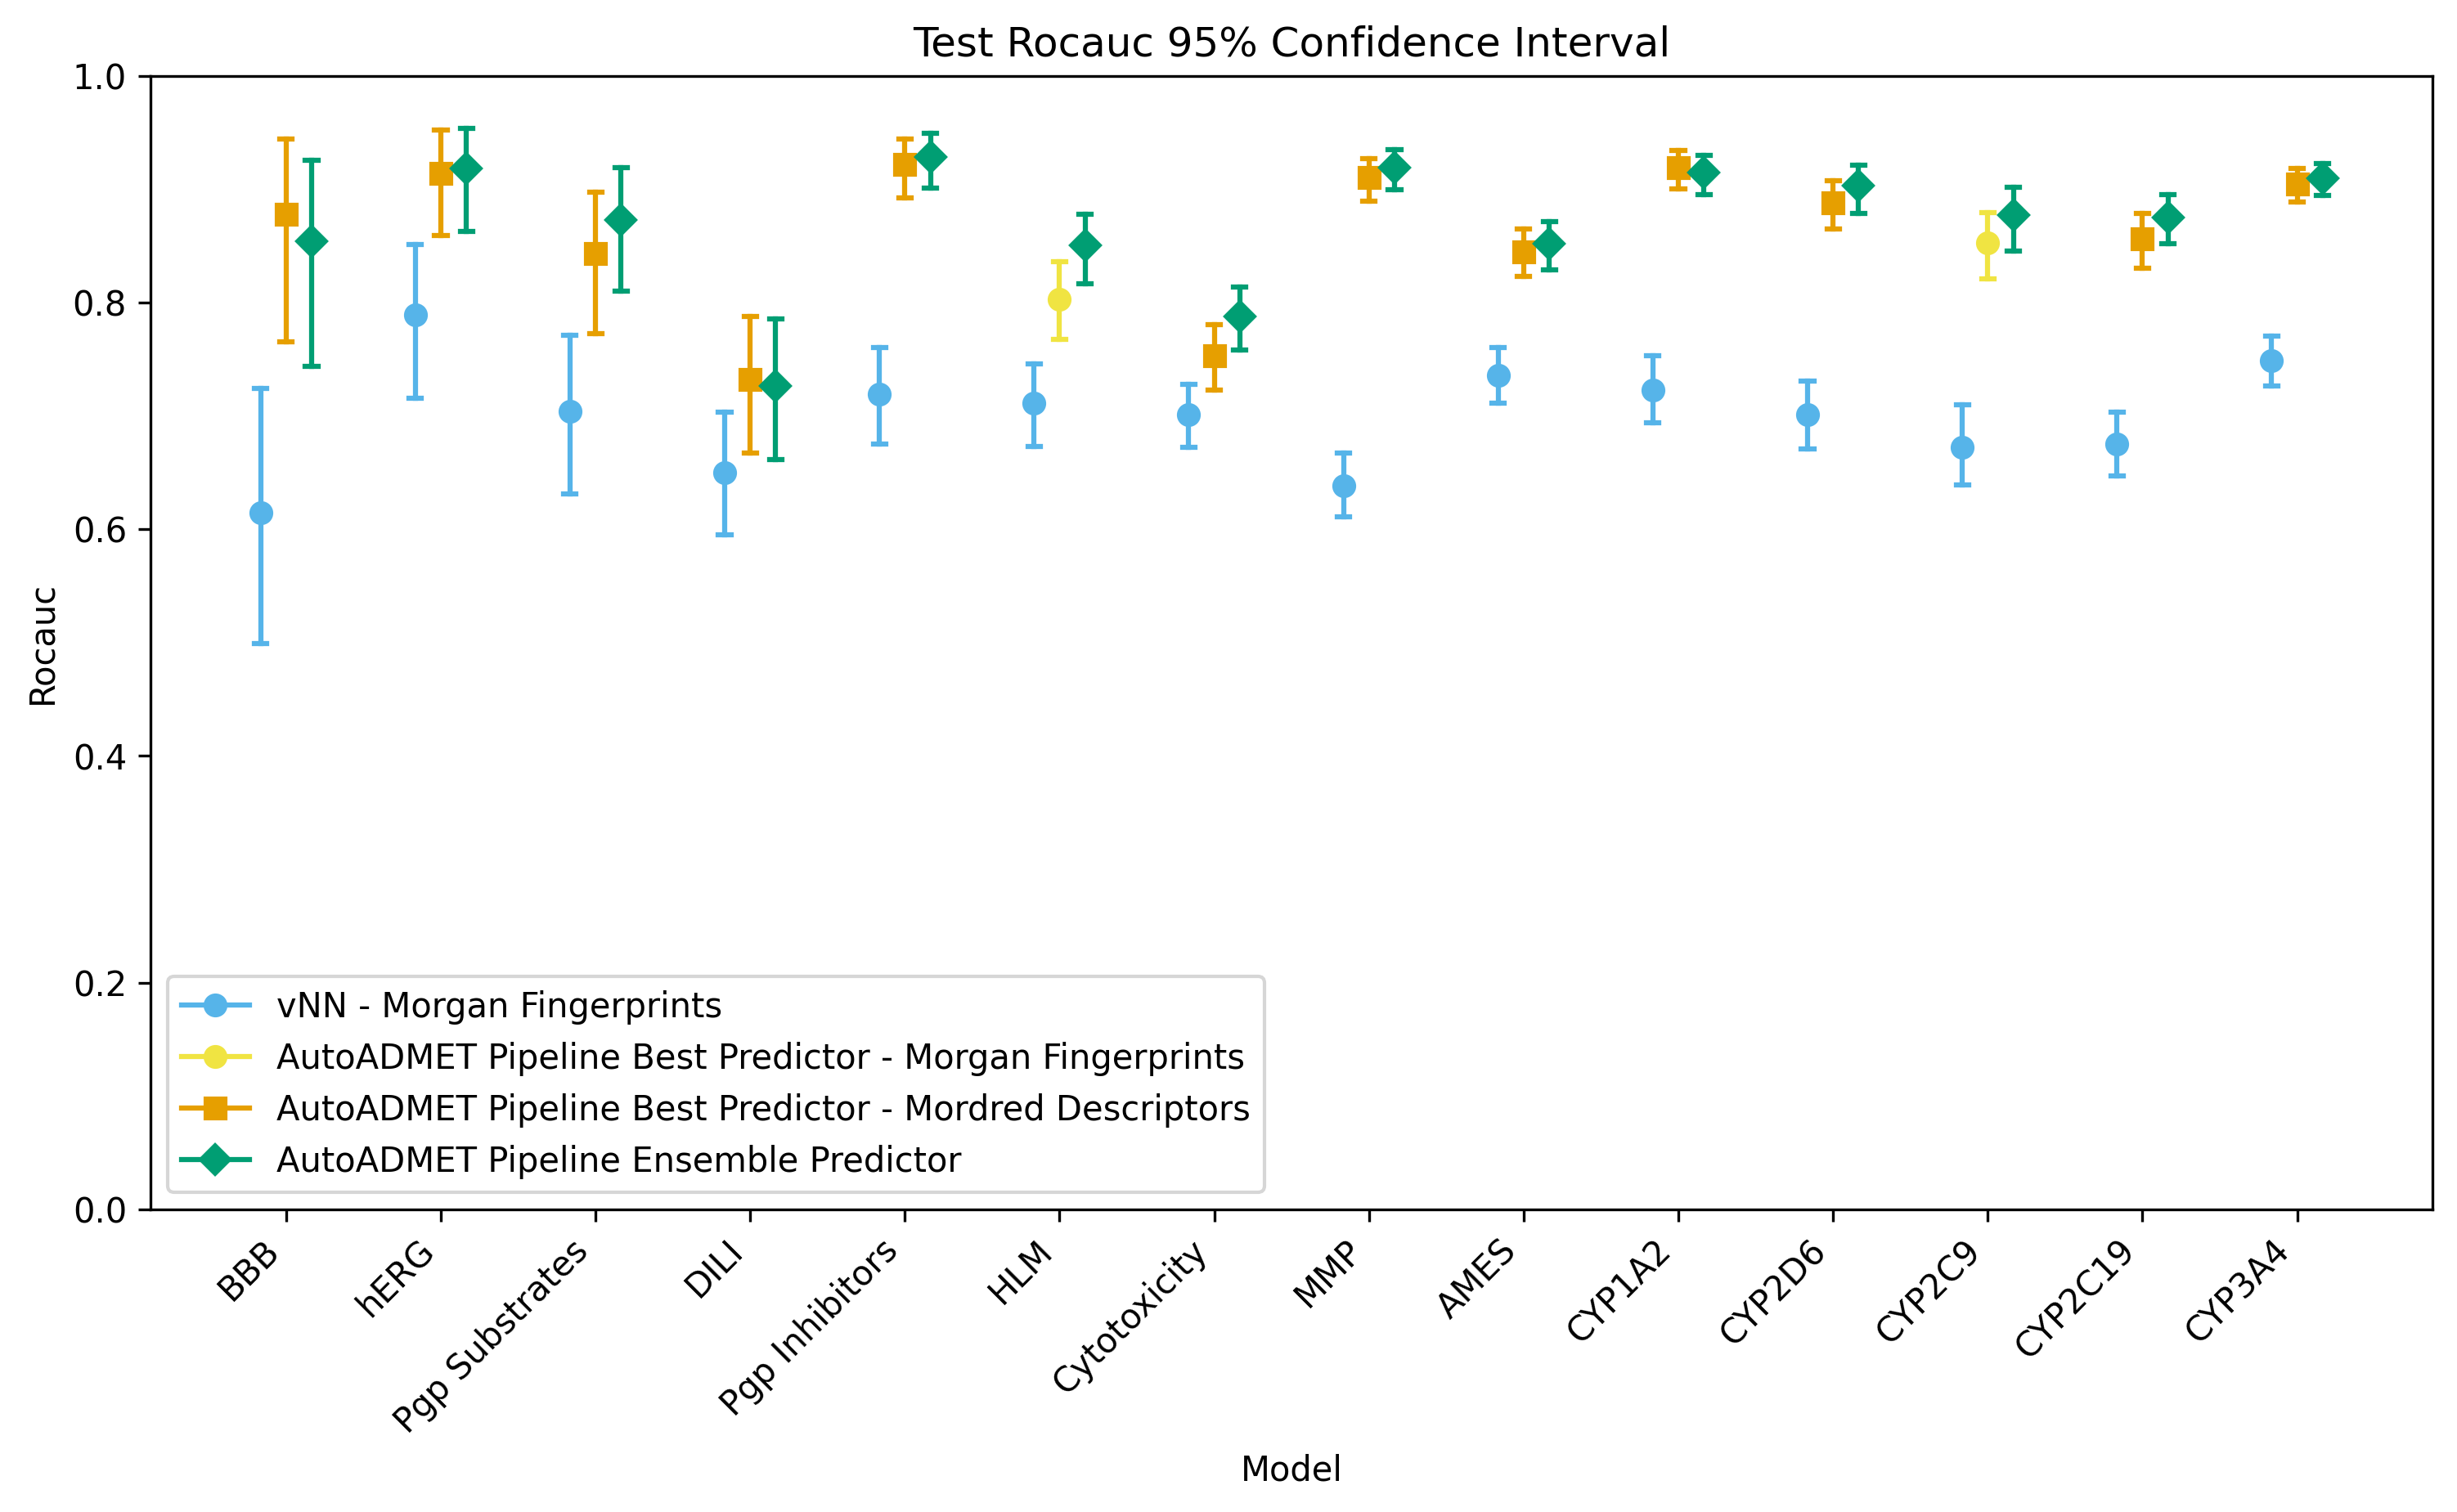 Test Rocauc 95% Confidence Interval
1.0
0.8
0.6
0.4
0.2
0.0
Rocauc
vNN - Morgan Fingerprints
AutoADMET Pipeline Best Predictor - Morgan Fingerprints
AutoADMET Pipeline Best Predictor - Mordred Descriptors
AutoADMET Pipeline Ensemble Predictor
BBB
hERG
Pgp Substrates
DILI
Pgp Inhibitors
HLM
Cytotoxicity
MMP
AMES
CYP1A2
CYP2D6
CYP2C9
CYP2C19
CYP3A4
Model